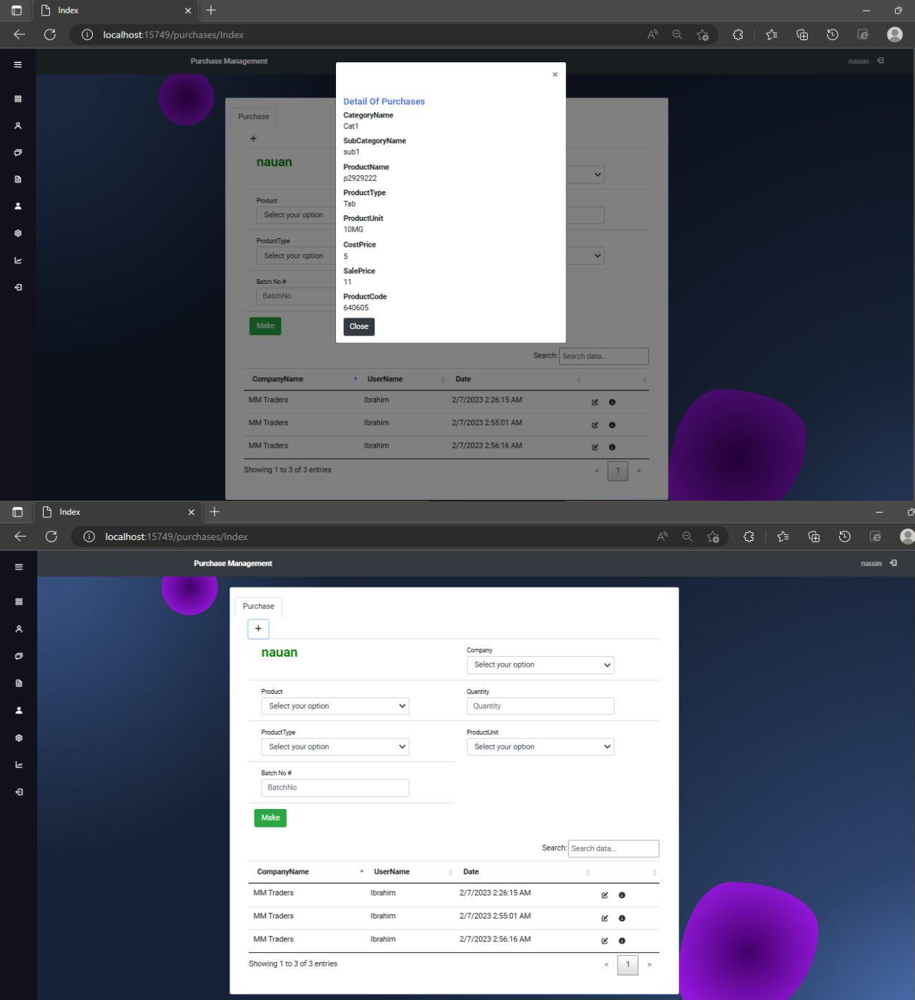 Index
localhost:15749/purchases/Index
Purchase Management
nauan
Purchase
nauan
Product
Select your option
ProductType
Select your option
Batch No #
BatchNo
Make
Detail Of Purchases
CategoryName
Cat1
SubCategoryName
sub1
ProductName
p2929222
ProductType
Tab
ProductUnit
10MG
CostPrice
5
SalePrice
11
ProductCode
640605
Close
Search: Search data...
CompanyName UserName Date
MM Traders Ibrahim 2/7/2023 2:26:15 AM
MM Traders Ibrahim 2/7/2023 2:55:01 AM
MM Traders Ibrahim 2/7/2023 2:56:16 AM
Showing 1 to 3 of 3 entries < 1 >
Index
localhost:15749/purchases/Index
Purchase Management
nauan
Purchase
nauan
Company
Select your option
Product
Select your option
Quantity
Quantity
ProductType
Select your option
ProductUnit
Select your option
Batch No #
BatchNo
Make
Search: Search data...
CompanyName UserName Date
MM Traders Ibrahim 2/7/2023 2:26:15 AM
MM Traders Ibrahim 2/7/2023 2:55:01 AM
MM Traders Ibrahim 2/7/2023 2:56:16 AM
Showing 1 to 3 of 3 entries < 1 >